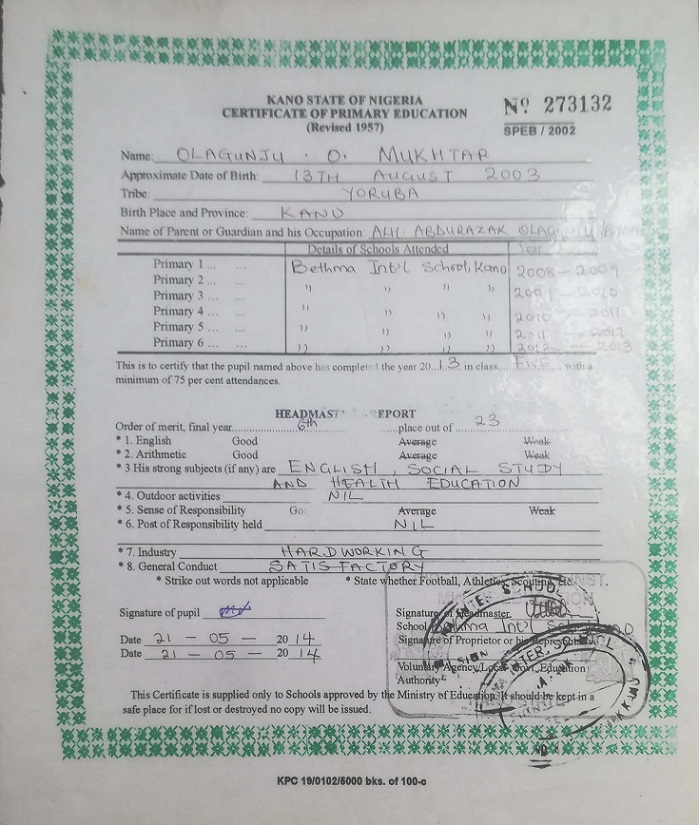 KANO STATE OF NIGERIA
CERTIFICATE OF PRIMARY EDUCATION
(Revised 1957)
Nº 273132
SPEB / 2002
Name: OLAGUNJU . O. MUKHTAR
Approximate Date of Birth: 13TH AUGUST 2003
Tribe: YORUBA
Birth Place and Province: KANO
Name of Parent or Guardian and his Occupation: ALH. ABDURAZAK OLAGUNJU
Details of Schools Attended Year
Primary 1 ... ... Bethma Int'l School, Kano 2008 - 2009
Primary 2 ... ... " " " " 2009 - 2010
Primary 3 ... ...
Primary 4 ... ... " " " " 2010 - 2011
Primary 5 ... ... " " " 2011 - 2012
Primary 6 ... ... " " " " 2012 - 2013
This is to certify that the pupil named above has completed the year 20..13 in class.... FIVE... with a
minimum of 75 per cent attendances.
HEADMAST EPORT
Order of merit, final year....6th....place out of....23
* 1. English Good Average Weak
* 2. Arithmetic Good Average Weak
* 3 His strong subjects (if any) are ENGLISH, SOCIAL STUDY
AND HEALTH EDUCATION
* 4. Outdoor activities NIL
* 5. Sense of Responsibility Go Average Weak
* 6. Post of Responsibility held NIL
* 7. Industry HARDWORKING
* 8. General Conduct SATISFACTORY
* Strike out words not applicable * State whether Football, Athletics, Scouting, Etc.
Signature of pupil
Signature of Headmaster
School Bethma Int'l School
Date 21 - 05 - 20 14
Signature of Proprietor or his
Date 21 - 05 - 20 14
Voluntary Agency/Local Govt. Education
Authority
This Certificate is supplied only to Schools approved by the Ministry of Education. It should be kept in a
safe place for if lost or destroyed no copy will be issued.
KPC 19/0102/5000 bks. of 100-c